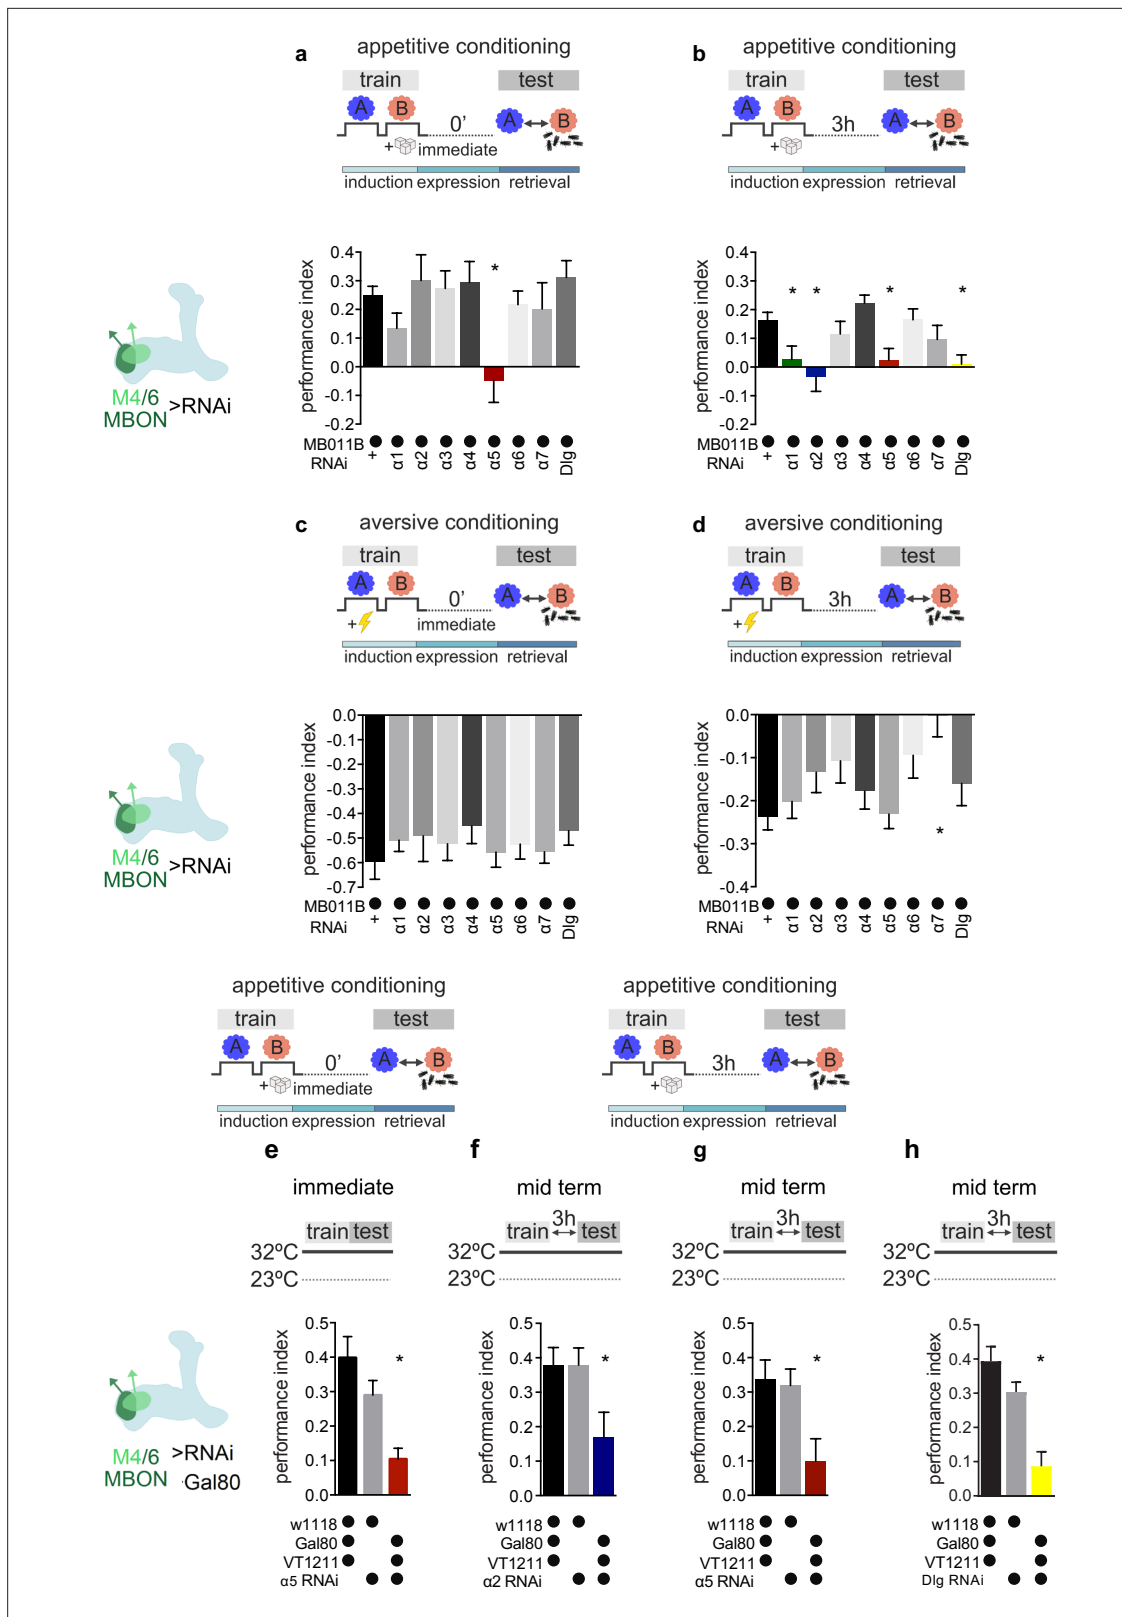 a
appetitive conditioning
train
test
A
B
0'
A
B
+
immediate
induction
expression
retrieval
b
appetitive conditioning
train
test
A
B
3h
A
B
+
induction
expression
retrieval
M4/6
MBON
>RNAi
performance index
0.4
0.3
0.2
0.1
0.0
-0.1
-0.2
*
MB011B
RNAi
+
α1
α2
α3
α4
α5
α6
α7
Dlg
performance index
0.4
0.3
0.2
0.1
0.0
-0.1
-0.2
*
*
*
*
MB011B
RNAi
+
α1
α2
α3
α4
α5
α6
α7
Dlg
c
aversive conditioning
train
test
A
B
0'
A
B
+
immediate
induction
expression
retrieval
d
aversive conditioning
train
test
A
B
3h
A
B
+
induction
expression
retrieval
M4/6
MBON
>RNAi
performance index
0.0
-0.1
-0.2
-0.3
-0.4
-0.5
-0.6
-0.7
MB011B
RNAi
+
α1
α2
α3
α4
α5
α6
α7
Dlg
performance index
0.0
-0.1
-0.2
-0.3
-0.4
*
MB011B
RNAi
+
α1
α2
α3
α4
α5
α6
α7
Dlg
appetitive conditioning
train
test
A
B
0'
A
B
+
immediate
induction
expression
retrieval
appetitive conditioning
train
test
A
B
3h
A
B
+
induction
expression
retrieval
M4/6
MBON
>RNAi
Gal80
e
immediate
train
test
32ºC
23ºC
performance index
0.5
0.4
0.3
0.2
0.1
0.0
*
w1118
Gal80
VT1211
α5 RNAi
f
mid term
train
3h
test
32ºC
23ºC
performance index
0.5
0.4
0.3
0.2
0.1
0.0
*
w1118
Gal80
VT1211
α2 RNAi
g
mid term
train
3h
test
32ºC
23ºC
performance index
0.5
0.4
0.3
0.2
0.1
0.0
*
w1118
Gal80
VT1211
α5 RNAi
h
mid term
train
3h
test
32ºC
23ºC
performance index
0.5
0.4
0.3
0.2
0.1
0.0
*
w1118
Gal80
VT1211
Dlg RNAi